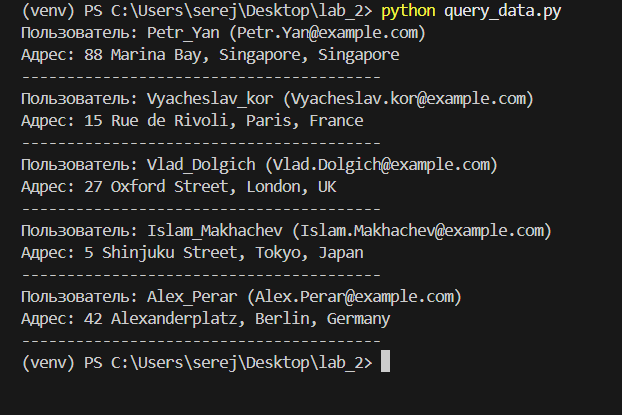 (venv) PS C:\Users\serej\Desktop\lab_2> python query_data.py
Пользователь: Petr_Yan (Petr.Yan@example.com)
Адрес: 88 Marina Bay, Singapore, Singapore
----------------------------------------
Пользователь: Vyacheslav_kor (Vyacheslav.kor@example.com)
Адрес: 15 Rue de Rivoli, Paris, France
----------------------------------------
Пользователь: Vlad_Dolgich (Vlad.Dolgich@example.com)
Адрес: 27 Oxford Street, London, UK
----------------------------------------
Пользователь: Islam_Makhachev (Islam.Makhachev@example.com)
Адрес: 5 Shinjuku Street, Tokyo, Japan
----------------------------------------
Пользователь: Alex_Perar (Alex.Perar@example.com)
Адрес: 42 Alexanderplatz, Berlin, Germany
----------------------------------------
(venv) PS C:\Users\serej\Desktop\lab_2>